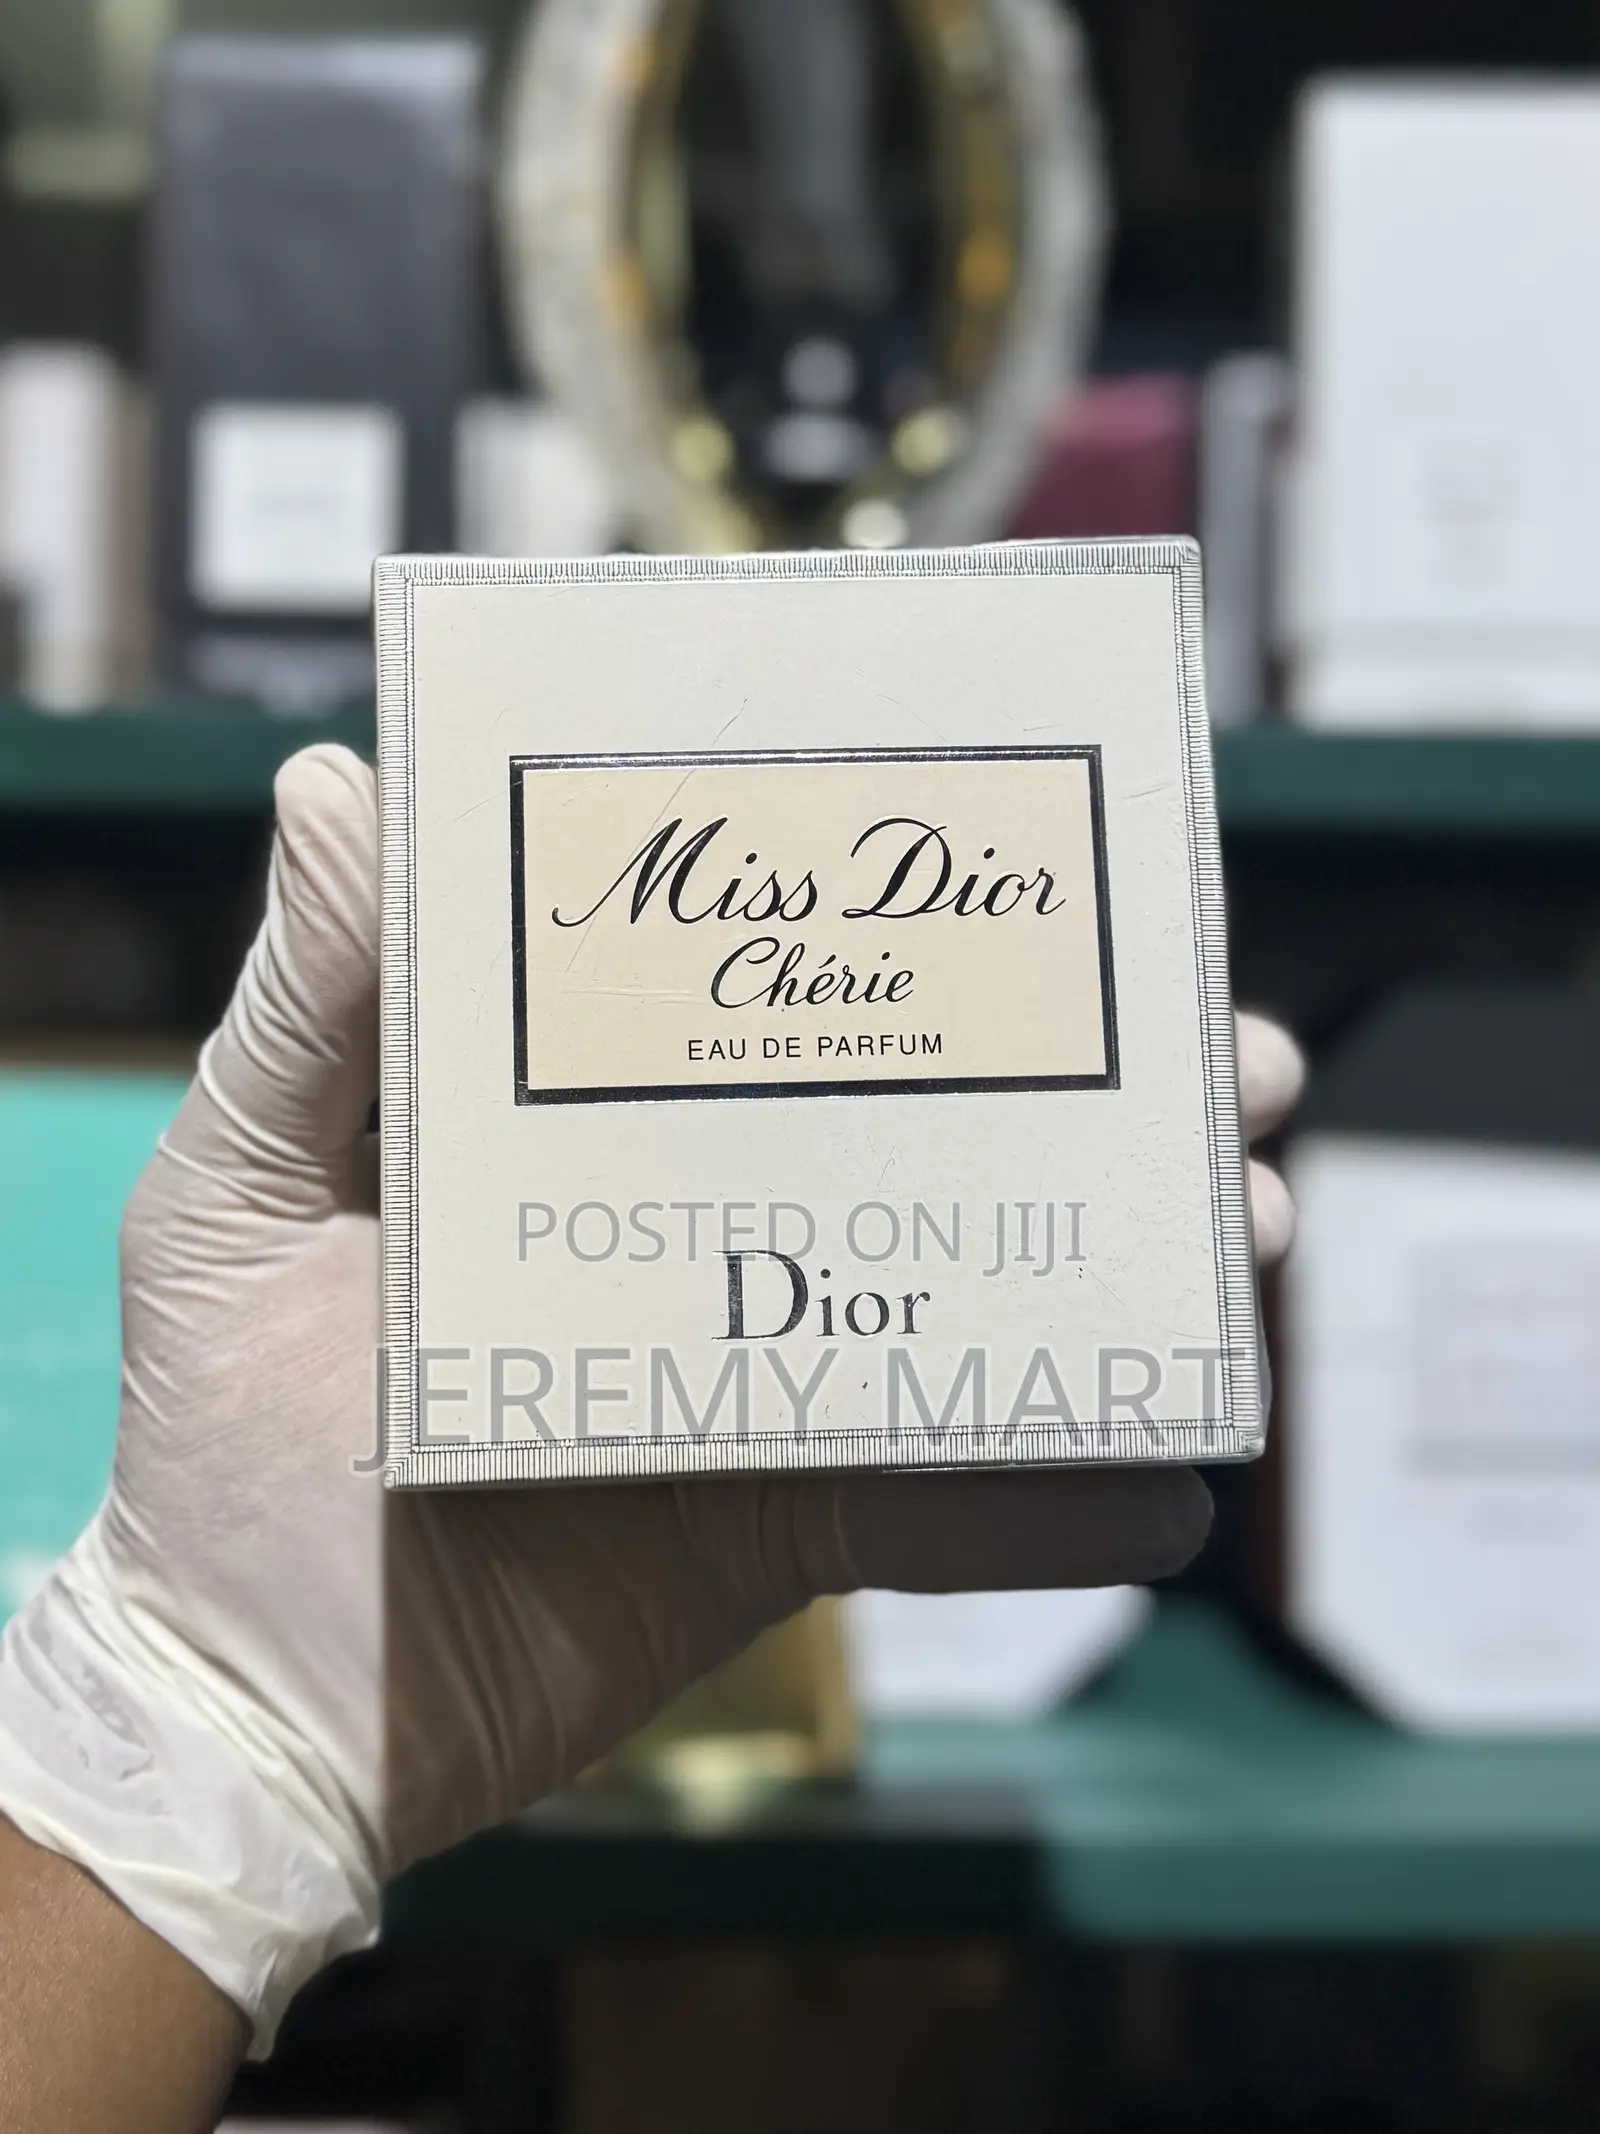 Miss Dior
Chérie
EAU DE PARFUM
POSTED ON JIJI
Dior
JEREMY MART